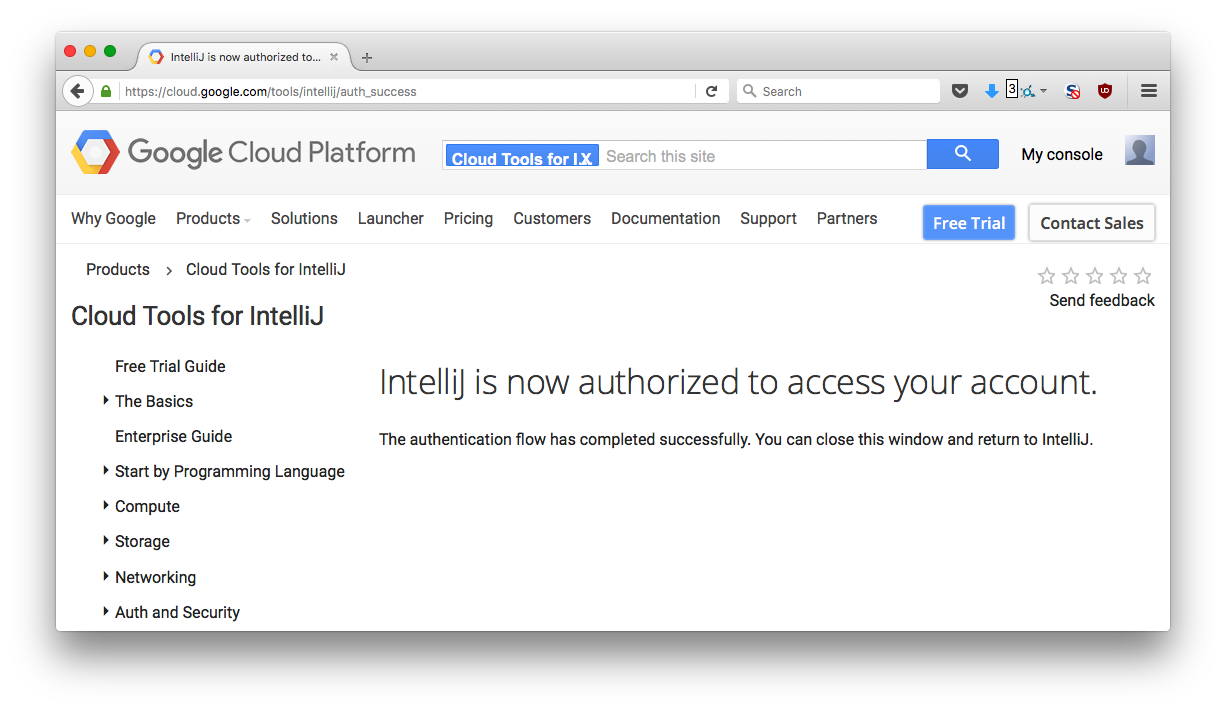 IntelliJ is now authorized to...
https://cloud.google.com/tools/intellij/auth_success
Search
3
UD
Google Cloud Platform
Cloud Tools for I X
Search this site
My console
Why Google
Products
Solutions
Launcher
Pricing
Customers
Documentation
Support
Partners
Free Trial
Contact Sales
Products
Cloud Tools for IntelliJ
Send feedback
Cloud Tools for IntelliJ
Free Trial Guide
The Basics
Enterprise Guide
Start by Programming Language
Compute
Storage
Networking
Auth and Security
IntelliJ is now authorized to access your account.
The authentication flow has completed successfully. You can close this window and return to IntelliJ.